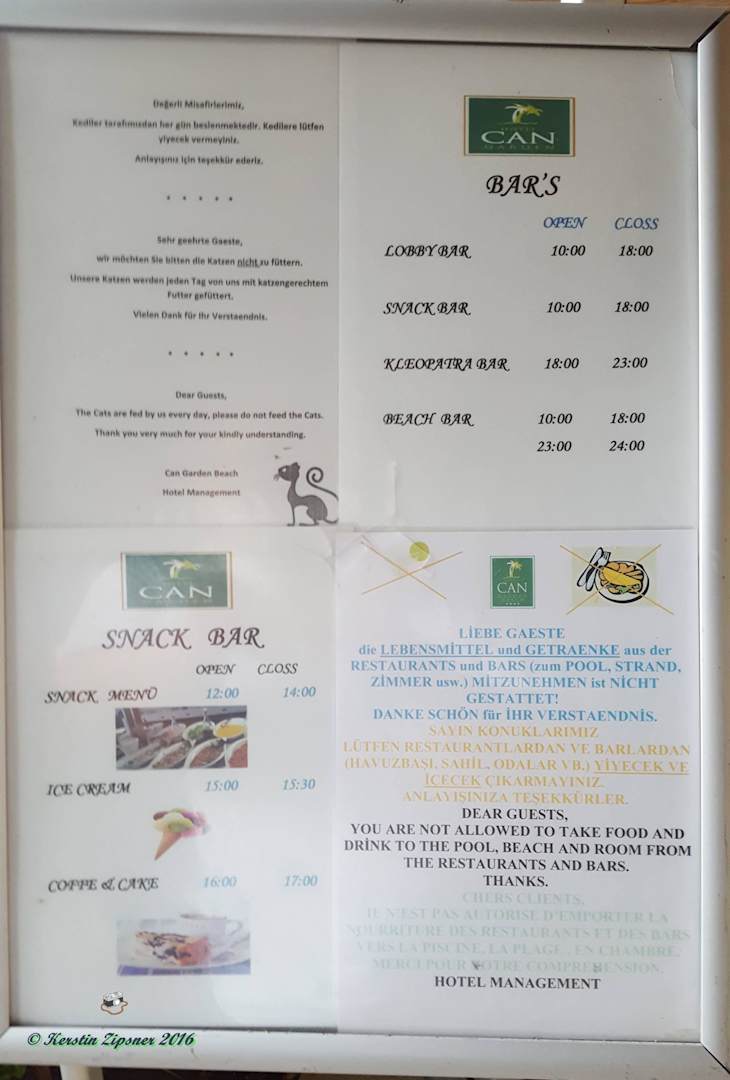 Değerli Misafirlerimiz,
Kediler tarafımızdan her gün beslenmektedir. Kedilere lütfen
yiyecek vermeyiniz.
Anlayışınız için teşekkür ederiz.
* * * * *
Sehr geehrte Gaeste,
wir möchten Sie bitten die Katzen nicht zu füttern.
Unsere Katzen werden jeden Tag von uns mit katzengerechtem
Futter gefüttert.
Vielen Dank für Ihr Verstaendnis.
* * * * *
Dear Guests,
The Cats are fed by us every day, please do not feed the Cats.
Thank you very much for your kindly understanding.
Can Garden Beach
Hotel Management
CAN
GARDEN
BAR'S
OPEN CLOSS
LOBBY BAR 10:00 18:00
SNACK BAR 10:00 18:00
KLEOPATRA BAR 18:00 23:00
BEACH BAR 10:00 18:00
23:00 24:00
CAN
SNACK BAR
OPEN CLOSS
SNACK MENÜ 12:00 14:00
ICE CREAM 15:00 15:30
COFFE & CAKE 16:00 17:00
CAN
LİEBE GAESTE
die LEBENSMİTTEL und GETRAENKE aus der
RESTAURANTS und BARS (zum POOL, STRAND,
ZİMMER usw.) MİTZUNEHMEN ist NİCHT
GESTATTET!
DANKE SCHÖN für İHR VERSTAENDNİS.
SAYIN KONUKLARIMIZ
LÜTFEN RESTAURANTLARDAN VE BARLARDAN
(HAVUZBAŞI, SAHİL, ODALAR VB.) YİYECEK VE
İÇECEK ÇIKARMAYINIZ.
ANLAYIŞINIZA TEŞEKKÜRLER.
DEAR GUESTS,
YOU ARE NOT ALLOWED TO TAKE FOOD AND
DRİNK TO THE POOL, BEACH AND ROOM FROM
THE RESTAURANTS AND BARS.
THANKS.
CHERS CLIENTS,
IL N'EST PAS AUTORISE D'EMPORTER LA
NOURRITURE DES RESTAURANTS ET DES BARS
VERS LA PISCINE, LA PLAGE, EN CHAMBRE.
MERCI POUR VOTRE COMPREHENSION.
HOTEL MANAGEMENT
© Kerstin Zipsner 2016